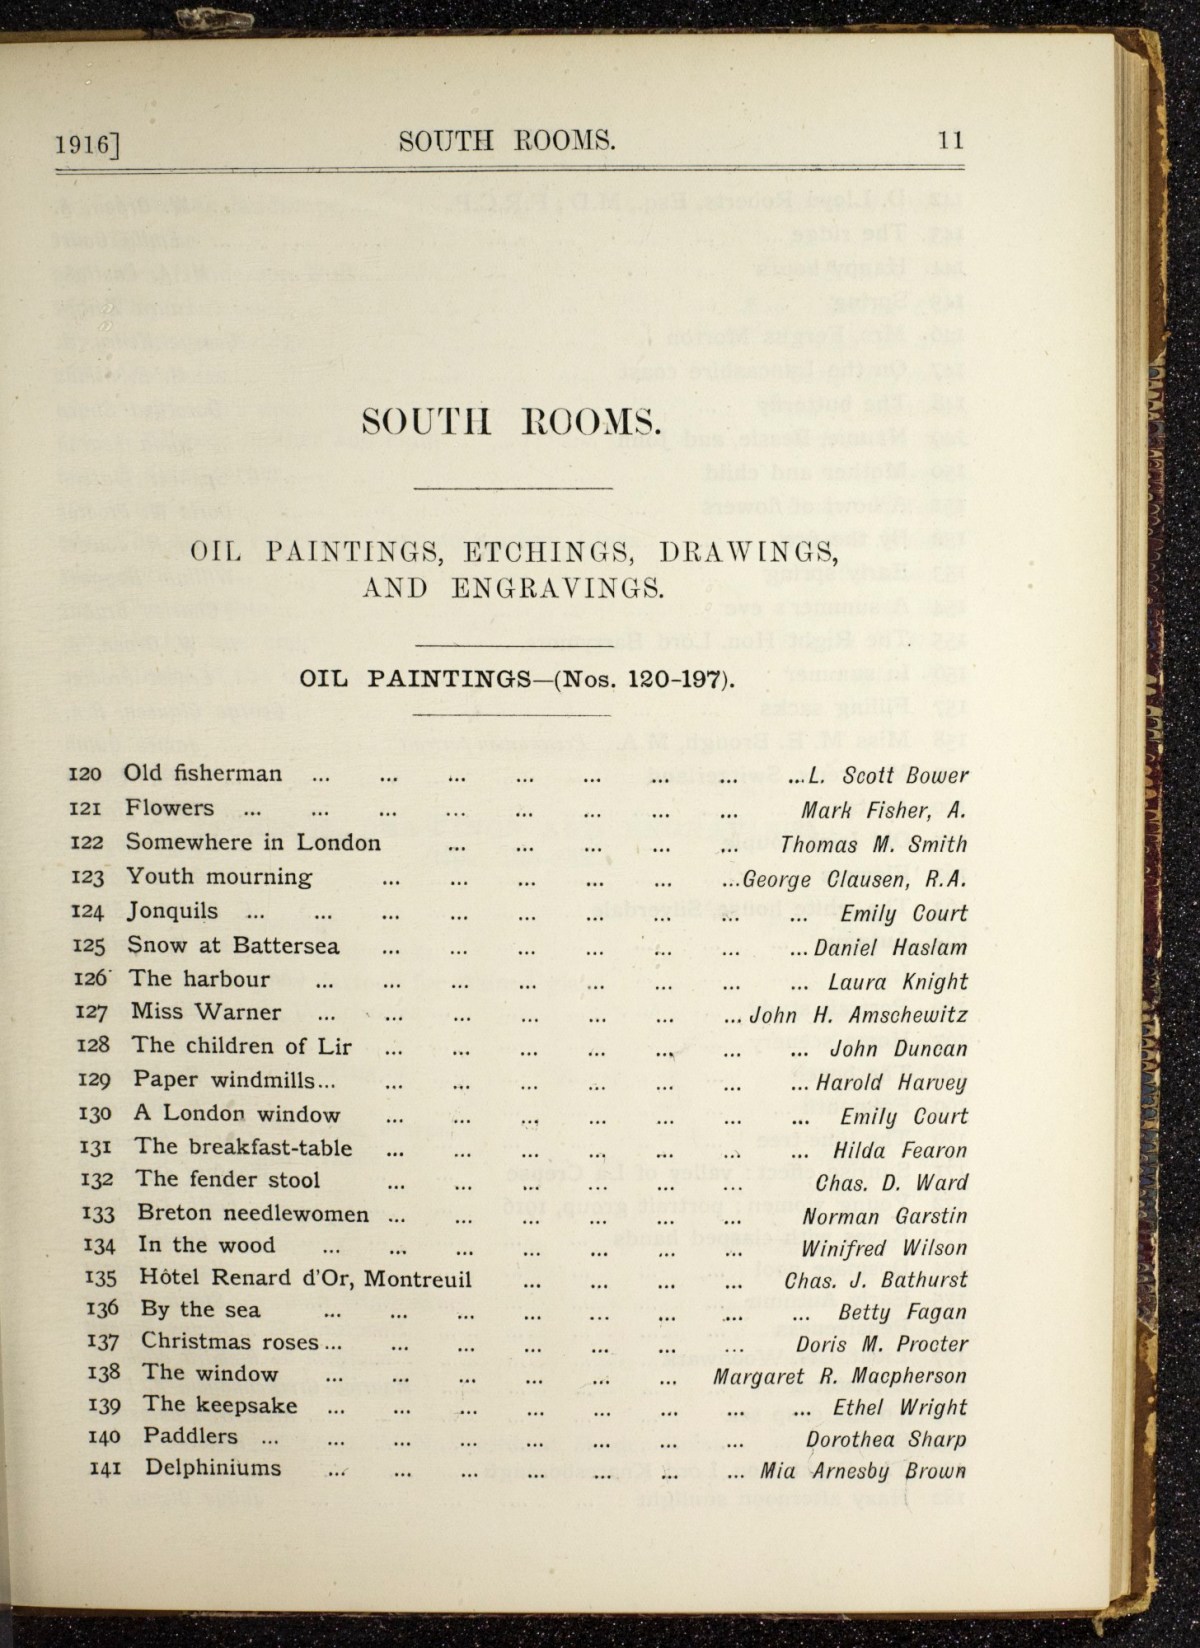 1916] SOUTH ROOMS. 11
SOUTH ROOMS.
OIL PAINTINGS, ETCHINGS, DRAWINGS,
AND ENGRAVINGS.
OIL PAINTINGS—(Nos. 120-197).
120 Old fisherman ... ... ... ... ... ... ... ...L. Scott Bower
121 Flowers ... ... ... ... ... ... ... ... Mark Fisher, A.
122 Somewhere in London ... ... ... ... ... Thomas M. Smith
123 Youth mourning ... ... ... ... ... ...George Clausen, R.A.
124 Jonquils ... ... ... ... ... ... ... ... ... Emily Court
125 Snow at Battersea ... ... ... ... ... ... ... Daniel Haslam
126 The harbour ... ... ... ... ... ... ... ... Laura Knight
127 Miss Warner ... ... ... ... ... ... ... John H. Amschewitz
128 The children of Lir ... ... ... ... ... ... ... John Duncan
129 Paper windmills... ... ... ... ... ... ... ... Harold Harvey
130 A London window ... ... ... ... ... ... ... Emily Court
131 The breakfast-table ... ... ... ... ... ... ... Hilda Fearon
132 The fender stool ... ... ... ... ... ... Chas. D. Ward
133 Breton needlewomen ... ... ... ... ... ... Norman Garstin
134 In the wood ... ... ... ... ... ... ... Winifred Wilson
135 Hôtel Renard d'Or, Montreuil ... ... ... ... Chas. J. Bathurst
136 By the sea ... ... ... ... ... ... ... ... Betty Fagan
137 Christmas roses... ... ... ... ... ... ... Doris M. Procter
138 The window ... ... ... ... ... ... Margaret R. Macpherson
139 The keepsake ... ... ... ... ... ... ... ... Ethel Wright
140 Paddlers ... ... ... ... ... ... ... ... Dorothea Sharp
141 Delphiniums ... ... ... ... ... ... ... Mia Arnesby Brown